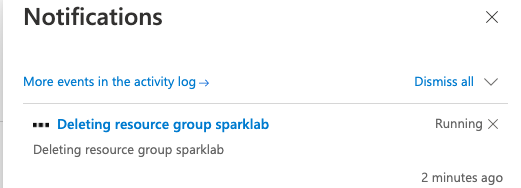 Notifications
More events in the activity log→ Dismiss all
Deleting resource group sparklab Running
Deleting resource group sparklab
2 minutes ago